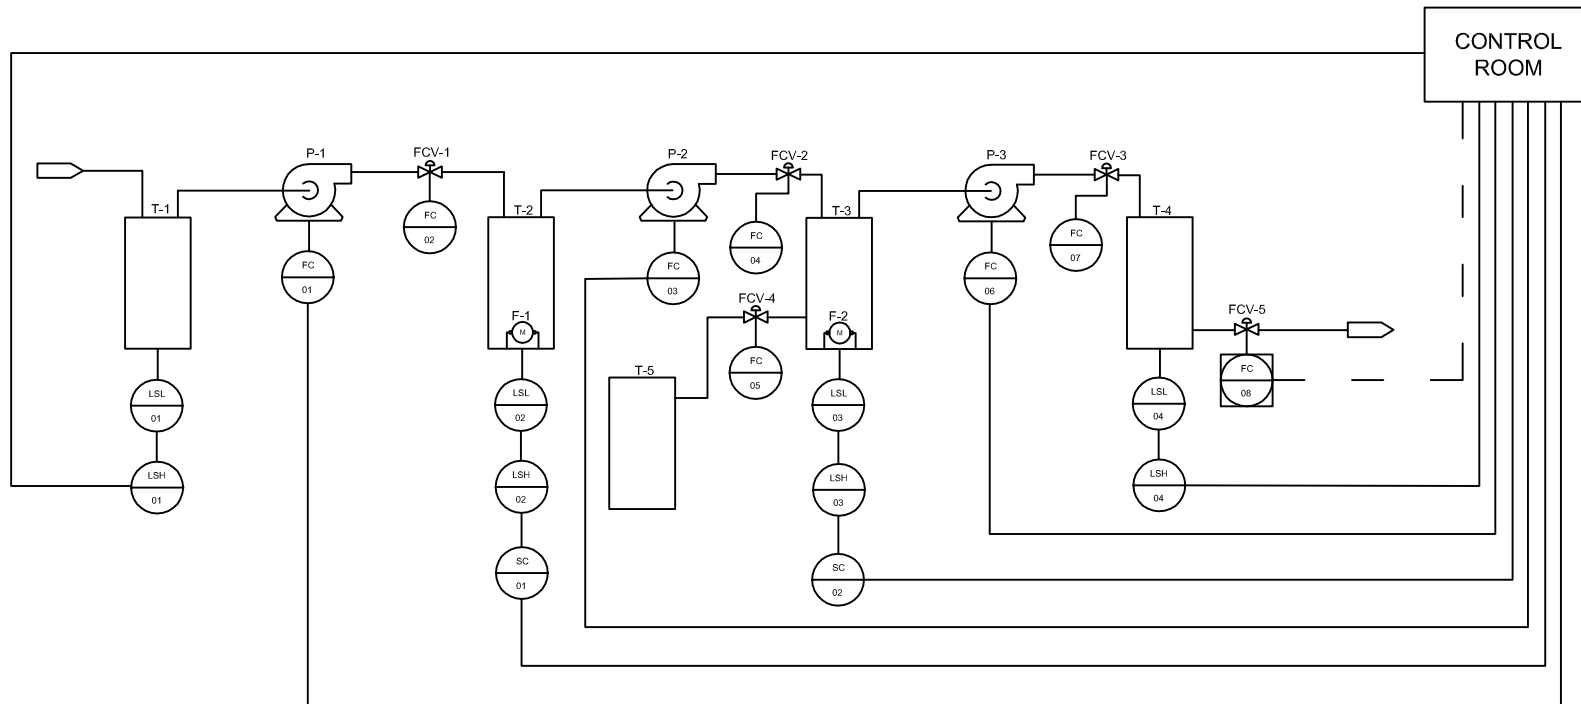 CONTROL
ROOM
P-1
FCV-1
P-2
FCV-2
P-3
FCV-3
T-1
T-2
T-3
T-4
FC
02
FC
04
FC
07
FC
01
FC
03
FC
06
FCV-4
F-1
M
F-2
M
FCV-5
FC
05
FC
08
T-5
LSL
01
LSL
02
LSL
03
LSL
04
LSH
01
LSH
02
LSH
03
LSH
04
SC
01
SC
02